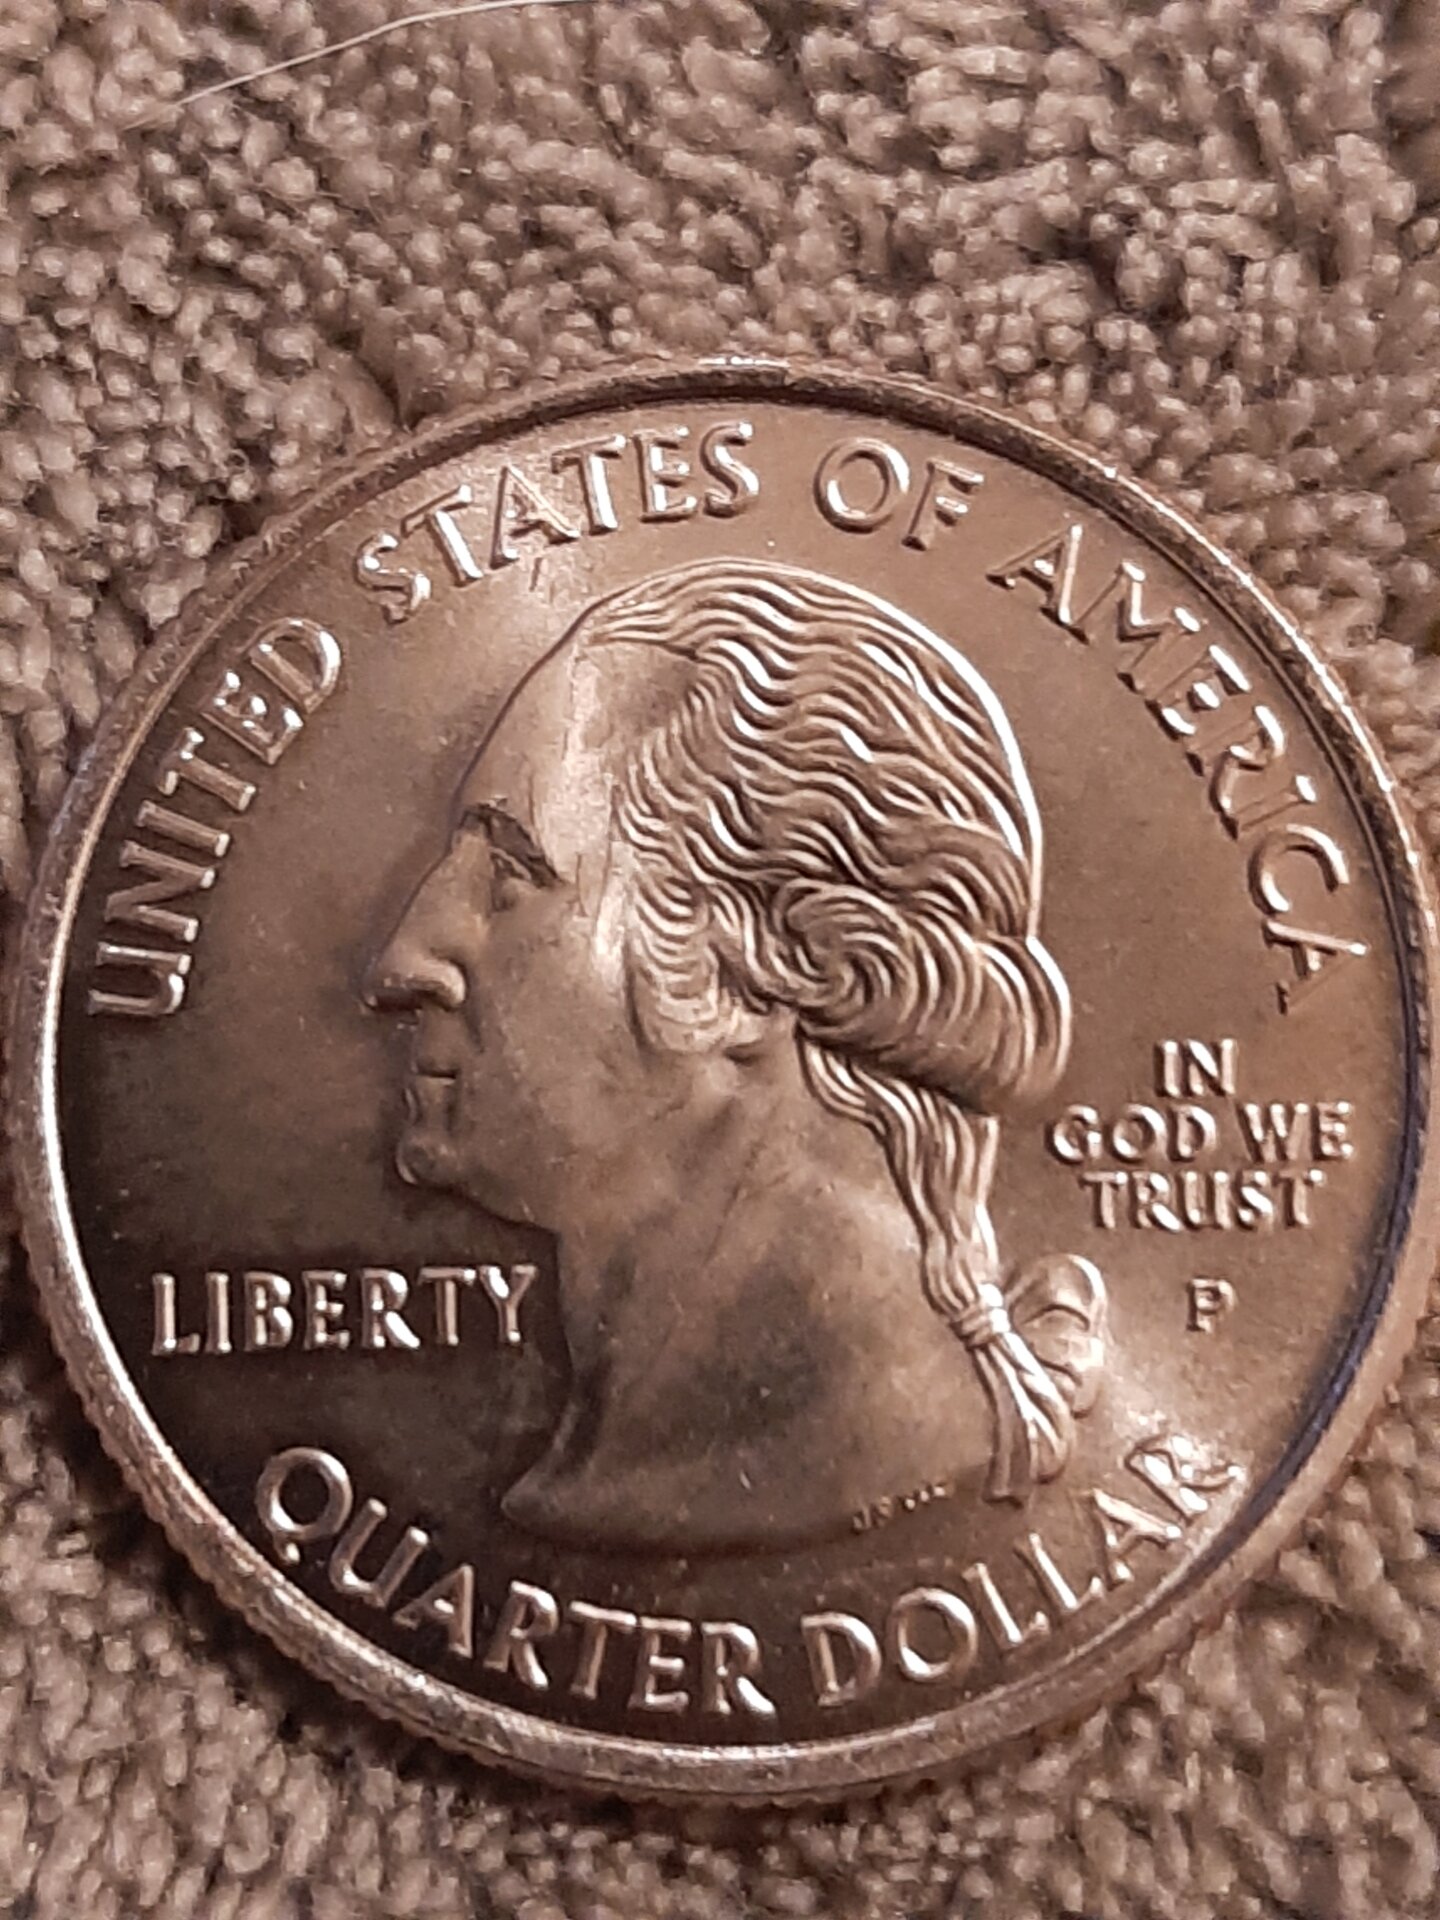 UNITED STATES OF AMERICA
IN
GOD WE
TRUST
P
LIBERTY
QUARTER DOLLAR